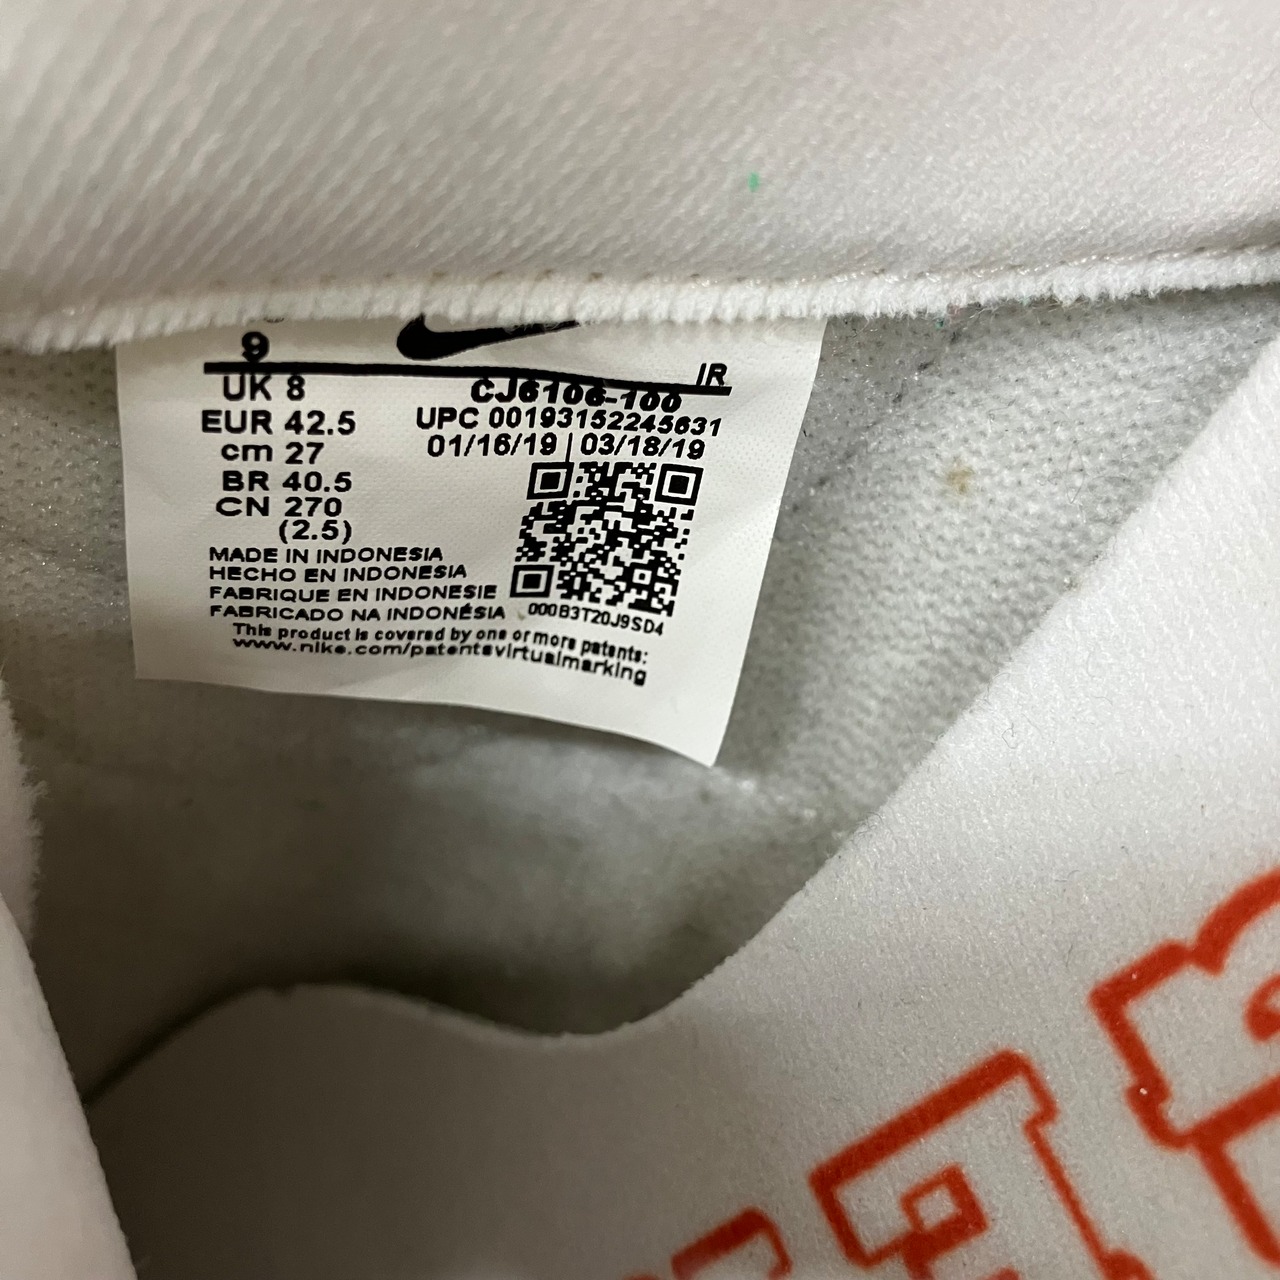 9
IR
UK 8
CJ6106-100
EUR 42.5
UPC 00193152245631
cm 27
01/16/19 | 03/18/19
BR 40.5
CN 270
(2.5)
MADE IN INDONESIA
HECHO EN INDONESIA
FABRIQUE EN INDONESIE
FABRICADO NA INDONÉSIA
000B3T20J9SD4
This product is covered by one or more patents:
www.nike.com/patentsvirtualmarking